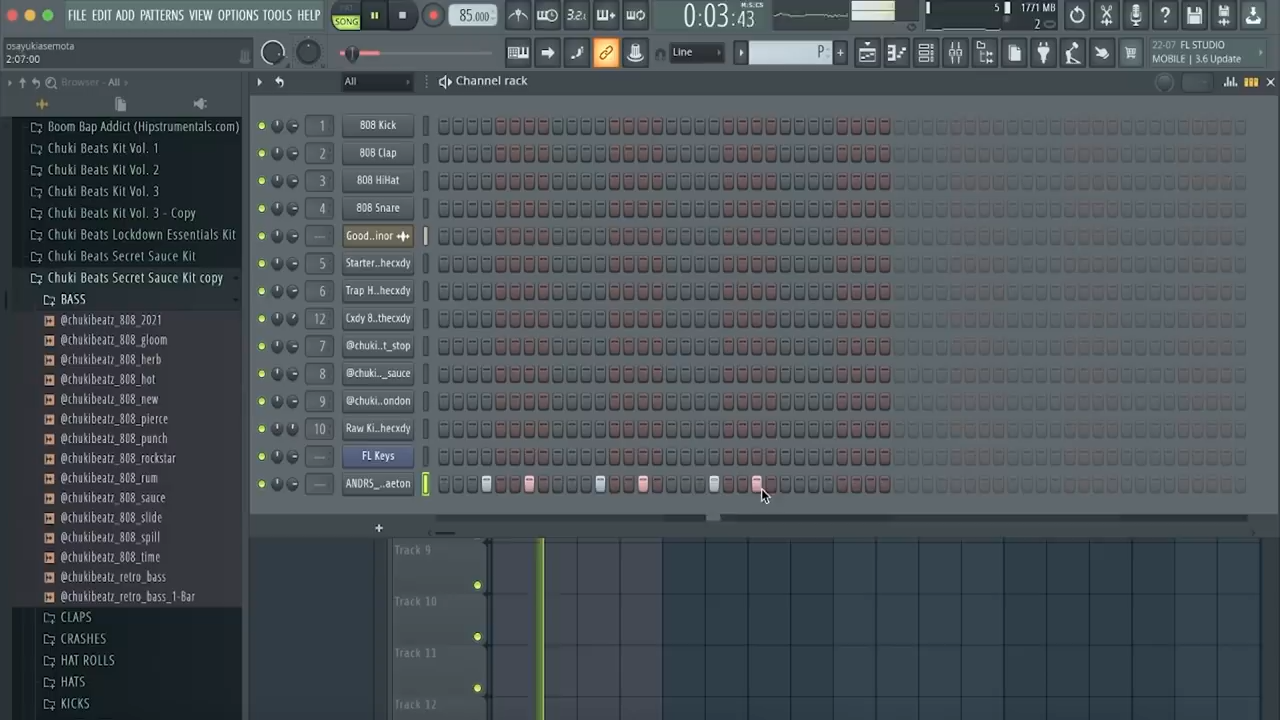 FILE EDIT ADD PATTERNS VIEW OPTIONS TOOLS HELP
SONG
85.000
3.2.
0:03:43
M:S:CS
5
1771 MB
2
osayukiasemota
2:07:00
Line
P
22-07 FL STUDIO
MOBILE | 3.6 Update
Browser - All
All
Channel rack
Boom Bap Addict (Hipstrumentals.com)
Chuki Beats Kit Vol. 1
Chuki Beats Kit Vol. 2
Chuki Beats Kit Vol. 3
Chuki Beats Kit Vol. 3 - Copy
Chuki Beats Lockdown Essentials Kit
Chuki Beats Secret Sauce Kit
Chuki Beats Secret Sauce Kit copy
BASS
@chukibeatz_808_2021
@chukibeatz_808_gloom
@chukibeatz_808_herb
@chukibeatz_808_hot
@chukibeatz_808_new
@chukibeatz_808_pierce
@chukibeatz_808_punch
@chukibeatz_808_rockstar
@chukibeatz_808_rum
@chukibeatz_808_sauce
@chukibeatz_808_slide
@chukibeatz_808_spill
@chukibeatz_808_time
@chukibeatz_retro_bass
@chukibeatz_retro_bass_1-Bar
CLAPS
CRASHES
HAT ROLLS
HATS
KICKS
1 808 Kick
2 808 Clap
3 808 HiHat
4 808 Snare
--- Good..inor
5 Starter..hecxdy
6 Trap H..hecxdy
12 Cxdy 8..thecxdy
7 @chuki..t_stop
8 @chuki.._sauce
9 @chuki..ondon
10 Raw Ki..hecxdy
--- FL Keys
--- ANDRS_..aeton
+
Track 9
Track 10
Track 11
Track 12